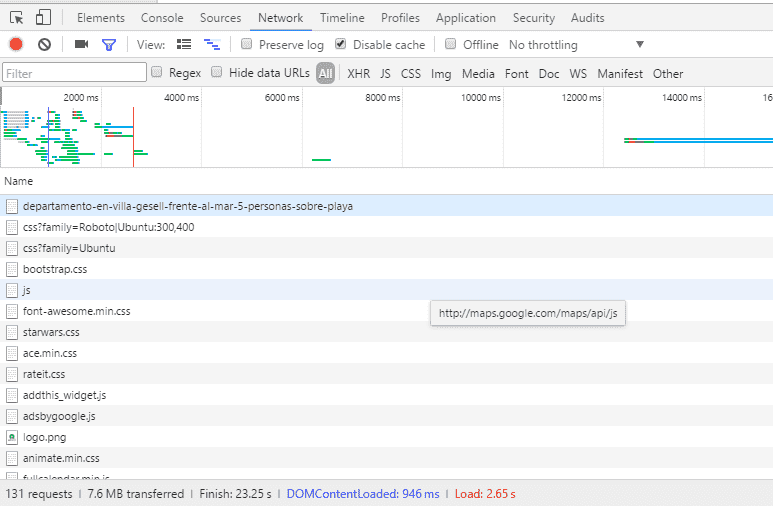 Elements Console Sources Network Timeline Profiles Application Security Audits
View: Preserve log Disable cache Offline No throttling
Filter Regex Hide data URLs All XHR JS CSS Img Media Font Doc WS Manifest Other
2000 ms 4000 ms 6000 ms 8000 ms 10000 ms 12000 ms 14000 ms 16
Name
departamento-en-villa-gesell-frente-al-mar-5-personas-sobre-playa
css?family=Roboto|Ubuntu:300,400
css?family=Ubuntu
bootstrap.css
js
font-awesome.min.css
http://maps.google.com/maps/api/js
starwars.css
ace.min.css
rateit.css
addthis_widget.js
adsbygoogle.js
logo.png
animate.min.css
fullcalendar.min.js
131 requests | 7.6 MB transferred | Finish: 23.25 s | DOMContentLoaded: 946 ms | Load: 2.65 s